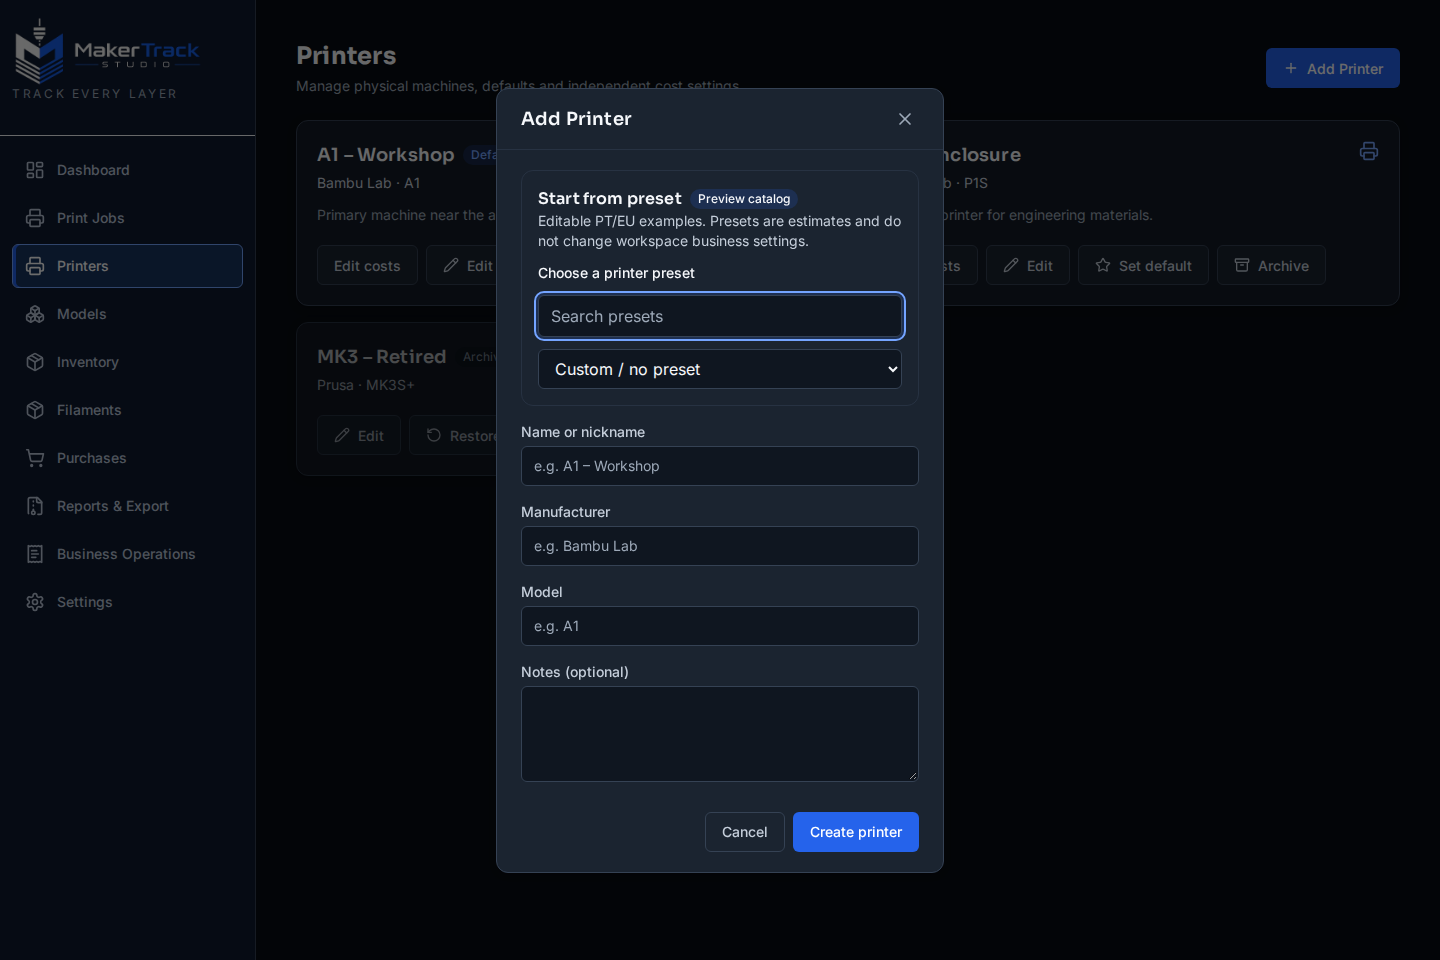 MakerTrack
STUDIO
TRACK EVERY LAYER
Dashboard
Print Jobs
Printers
Models
Inventory
Filaments
Purchases
Reports & Export
Business Operations
Settings
Printers
Manage physical machines, defaults and independent cost settings
Add Printer
A1 – Workshop
Bambu Lab · A1
Primary machine near the
Edit costs
Edit
P1S
printer for engineering materials.
Edit
Set default
Archive
MK3 – Retired
Prusa · MK3S+
Edit
Restore
Add Printer
Start from preset Preview catalog
Editable PT/EU examples. Presets are estimates and do
not change workspace business settings.
Choose a printer preset
Search presets
Custom / no preset
Name or nickname
e.g. A1 – Workshop
Manufacturer
e.g. Bambu Lab
Model
e.g. A1
Notes (optional)
Cancel
Create printer